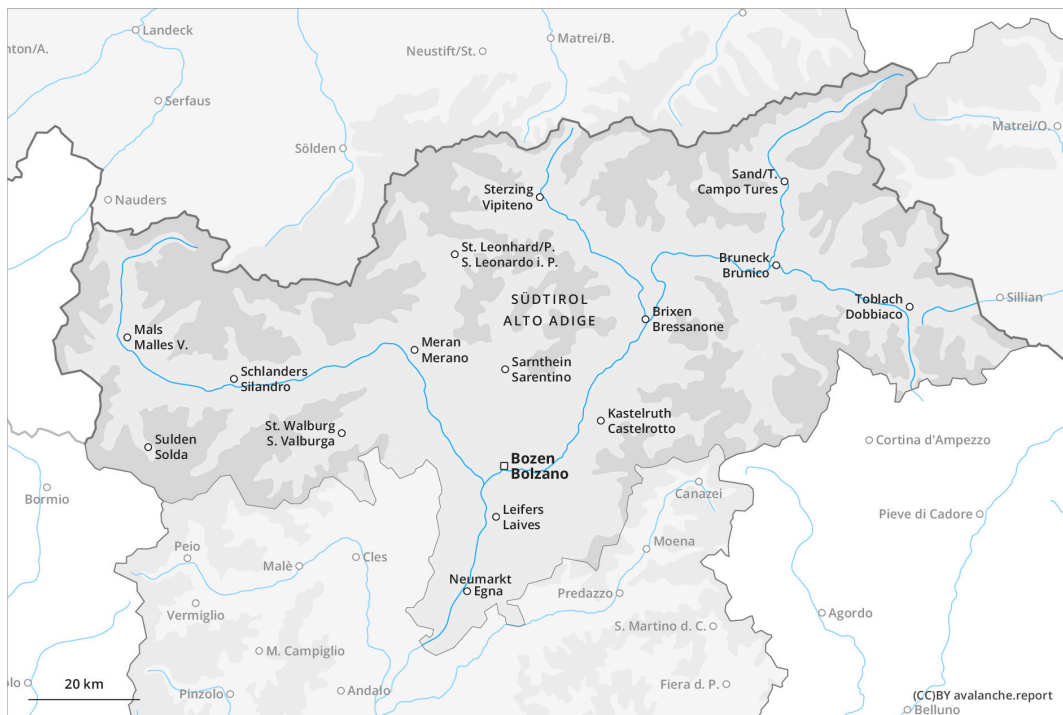 Landeck
Matrei/B.
Neustift/St.
nton/A.
Serfaus
Matrei/O.
Sölden
Sand/T.
Campo Tures
Sterzing
Vipiteno
Nauders
St. Leonhard/P.
S. Leonardo i. P.
Bruneck
Brunico
SÜDTIROL
ALTO ADIGE
Toblach
Dobbiaco
Sillian
Brixen
Bressanone
Mals
Malles V.
Meran
Merano
Sarnthein
Sarentino
Schlanders
Silandro
Kastelruth
Castelrotto
St. Walburg
S. Valburga
Sulden
Solda
Cortina d'Ampezzo
Bozen
Bolzano
Bormio
Canazei
Leifers
Laives
Pieve di Cadore
Moena
Peio
Cles
Malè
Neumarkt
Egna
Predazzo
Vermiglio
Agordo
S. Martino d. C.
M. Campiglio
lo
20 km
Pinzolo
Andalo
Fiera d. P.
(CC)BY avalanche.report
Belluno